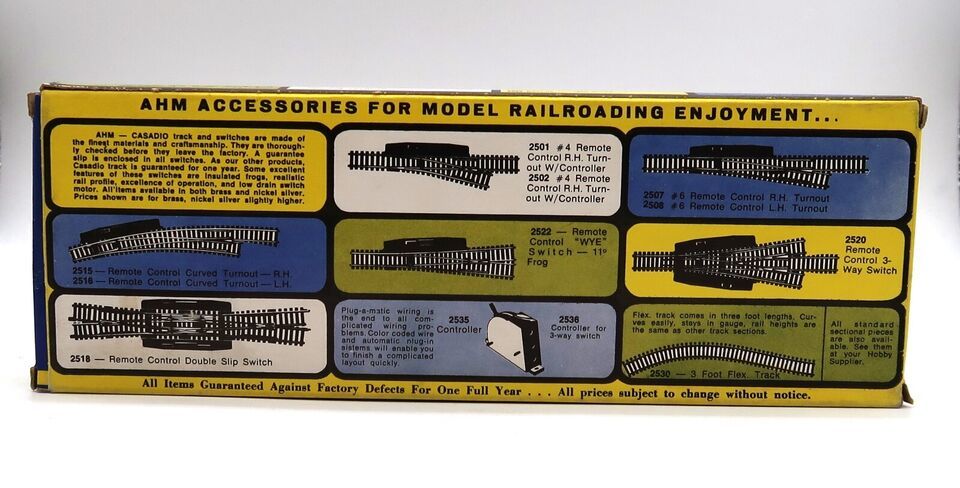 AHM ACCESSORIES FOR MODEL RAILROADING ENJOYMENT...
AHM — CASADIO track and switches are made of
the finest materials and craftsmanship. They are thorough-
ly checked before they leave the factory. A guarantee
slip is enclosed in all switches. As our other products,
Casadio track is guaranteed for one year. Some excellent
features of these switches are insulated frogs, realistic
rail profile, excellence of operation, and low drain switch
motor. All items available in both brass and nickel silver.
Prices shown are for brass, nickel silver slightly higher.
2501 #4 Remote
Control R.H. Turn-
out W/Controller
2502 #4 Remote
Control R.H. Turn-
out W/Controller
2507 #6 Remote Control R.H. Turnout
2508 #6 Remote Control L.H. Turnout
2515 — Remote Control Curved Turnout — R.H.
2516 — Remote Control Curved Turnout — L.H.
2522 — Remote
Control "WYE"
Switch — 11º
Frog
2520
Remote
Control 3-
Way Switch
2518 — Remote Control Double Slip Switch
Plug-a-matic wiring is
the end to all com-
plicated wiring pro-
blems. Color coded wire
and automatic plug-in
sistems will enable you
to finish a complicated
layout quickly.
2535
Controller
2536
Controller for
3-way switch
Flex. track comes in three foot lengths, Cur-
ves easily, stays in gauge, rail heights are
the same as other track sections.
2530 — 3 Foot Flex. Track
All standard
sectional pieces
are also avail-
able. See them
at your Hobby
Supplier.
All Items Guaranteed Against Factory Defects For One Full Year . . . All prices subject to change without notice.